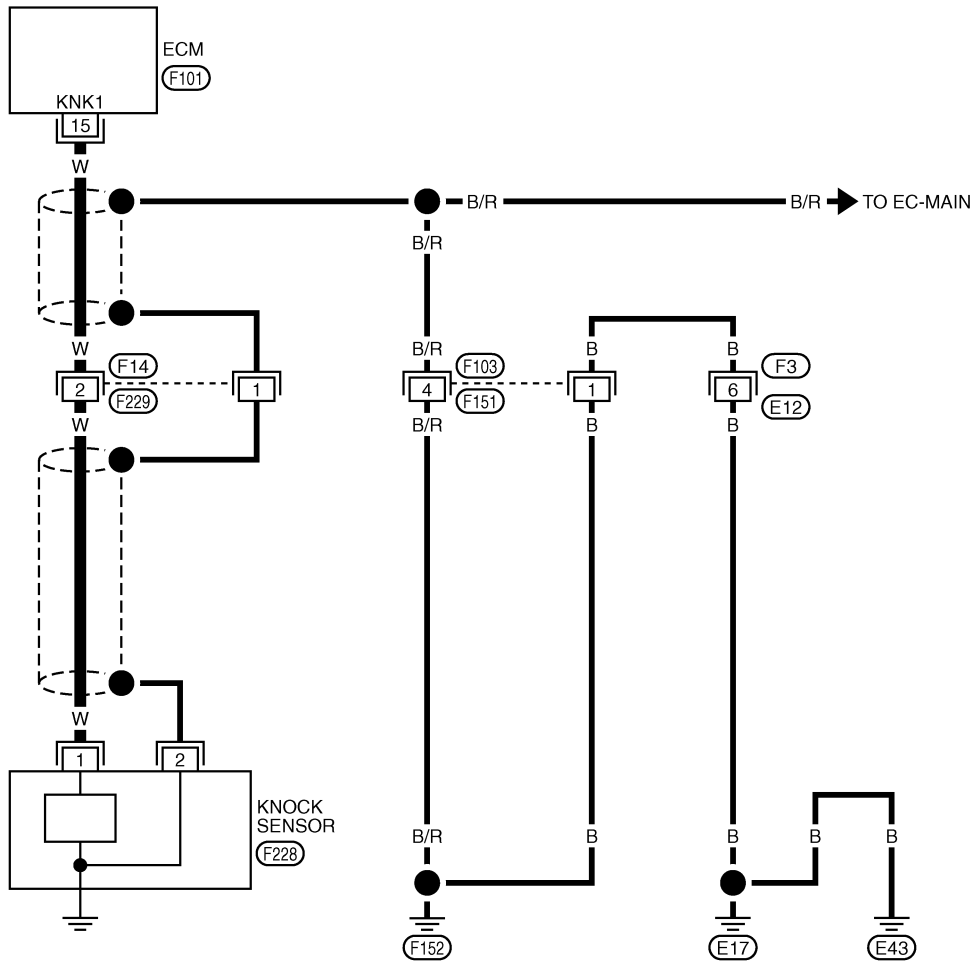 ECM
F101
KNK1
15
W
B/R B/R TO EC-MAIN
B/R
W B/R B B
F14 F103 F3
2 1 4 1 6
F229 F151 E12
W B/R B B
W
1 2
KNOCK
SENSOR
F228
B/R B B B B
F152 E17 E43